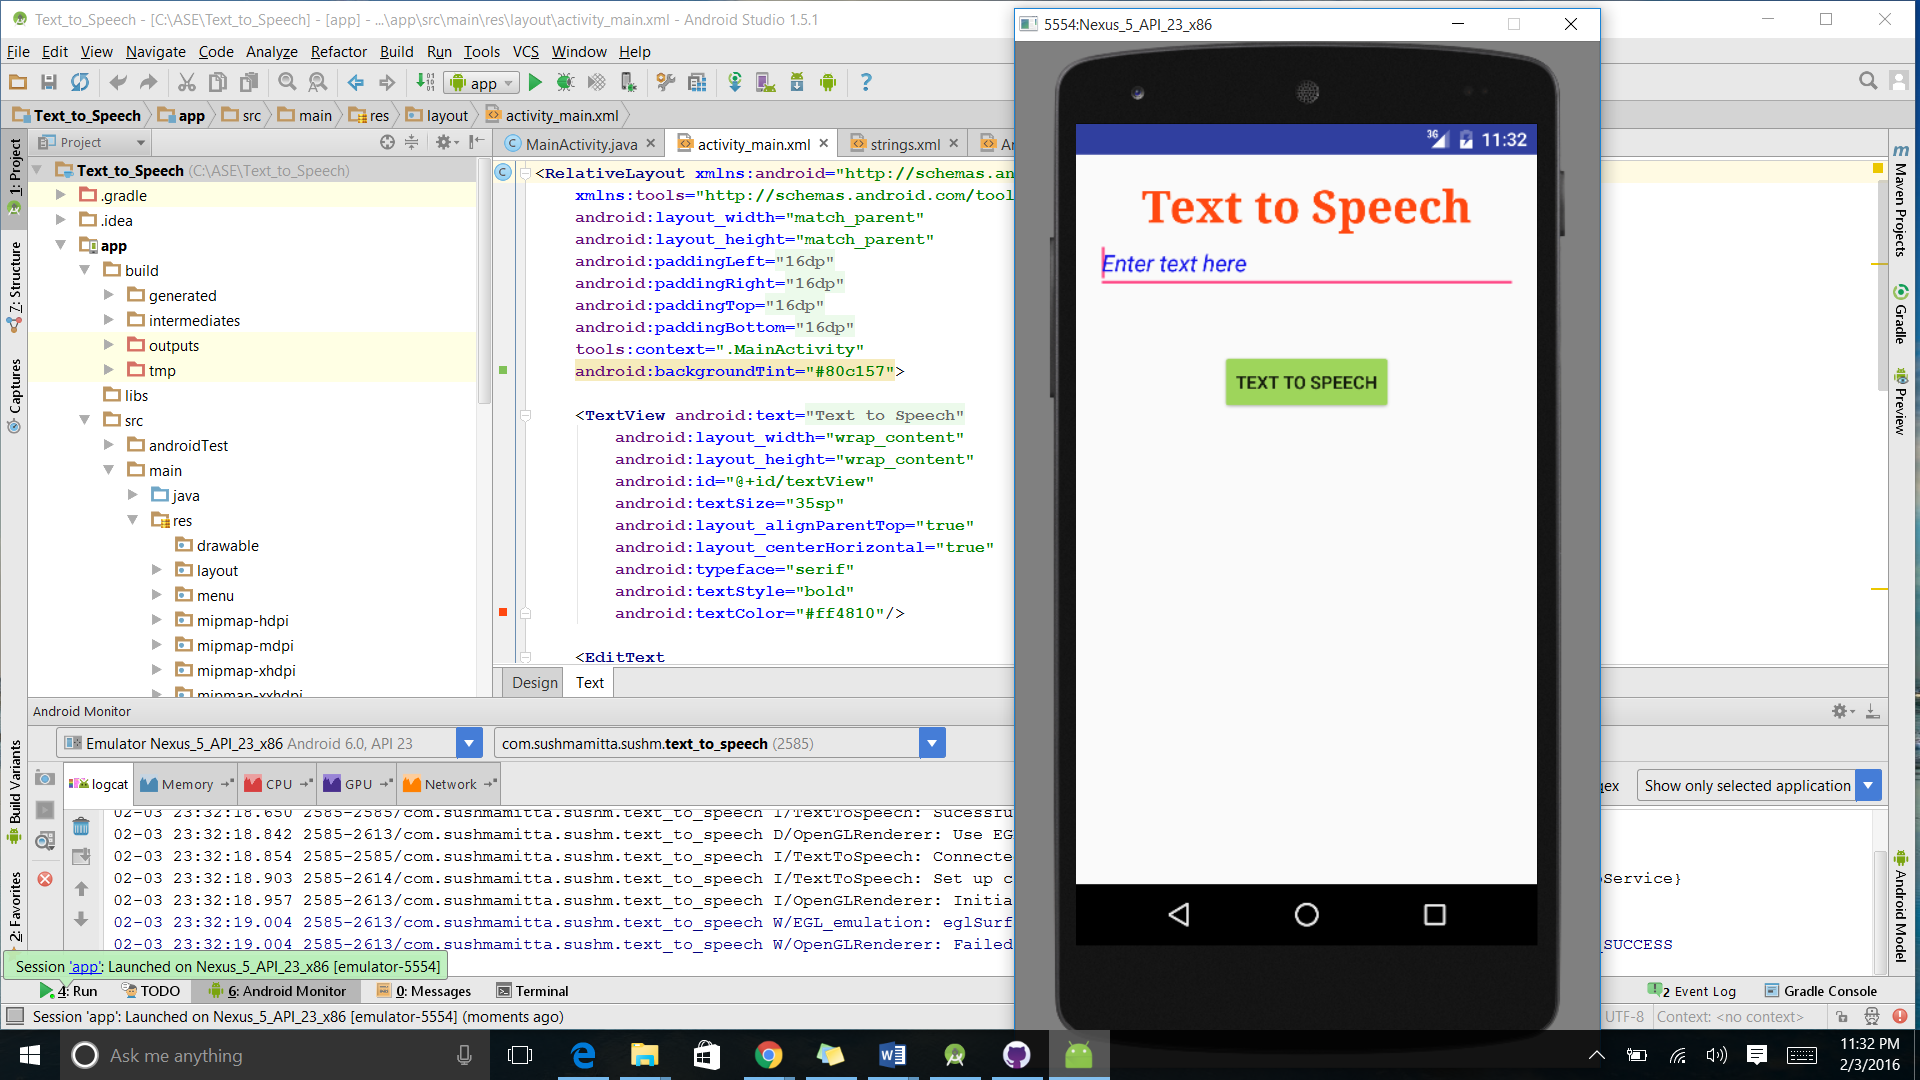 Text_to_Speech - [C:\ASE\Text_to_Speech] - [app] - ...\app\src\main\res\layout\activity_main.xml - Android Studio 1.5.1
File Edit View Navigate Code Analyze Refactor Build Run Tools VCS Window Help
app
Text_to_Speech app src main res layout activity_main.xml
Project
MainActivity.java activity_main.xml strings.xml
1: Project
7: Structure
Captures
Build Variants
2: Favorites
Text_to_Speech (C:\ASE\Text_to_Speech)
.gradle
.idea
app
build
generated
intermediates
outputs
tmp
libs
src
androidTest
main
java
res
drawable
layout
menu
mipmap-hdpi
mipmap-mdpi
mipmap-xhdpi
mipmap-xxhdpi
<RelativeLayout xmlns:android="http://schemas.an
xmlns:tools="http://schemas.android.com/tool
android:layout_width="match_parent"
android:layout_height="match_parent"
android:paddingLeft="16dp"
android:paddingRight="16dp"
android:paddingTop="16dp"
android:paddingBottom="16dp"
tools:context=".MainActivity"
android:backgroundTint="#80c157">
<TextView android:text="Text to Speech"
android:layout_width="wrap_content"
android:layout_height="wrap_content"
android:id="@+id/textView"
android:textSize="35sp"
android:layout_alignParentTop="true"
android:layout_centerHorizontal="true"
android:typeface="serif"
android:textStyle="bold"
android:textColor="#ff4810"/>
<EditText
Design Text
5554:Nexus_5_API_23_x86
3G 11:32
Text to Speech
Enter text here
TEXT TO SPEECH
Maven Projects
Gradle
Preview
Android Model
Android Monitor
Emulator Nexus_5_API_23_x86 Android 6.0, API 23
com.sushmamitta.sushm.text_to_speech (2585)
logcat Memory CPU GPU Network
Show only selected application
02-03 23:32:18.650 2585-2585/com.sushmamitta.sushm.text_to_speech I/TextToSpeech: Sucessfu
02-03 23:32:18.842 2585-2613/com.sushmamitta.sushm.text_to_speech D/OpenGLRenderer: Use EG
02-03 23:32:18.854 2585-2585/com.sushmamitta.sushm.text_to_speech I/TextToSpeech: Connecte
02-03 23:32:18.903 2585-2614/com.sushmamitta.sushm.text_to_speech I/TextToSpeech: Set up c
oService}
02-03 23:32:18.957 2585-2613/com.sushmamitta.sushm.text_to_speech I/OpenGLRenderer: Initia
02-03 23:32:19.004 2585-2613/com.sushmamitta.sushm.text_to_speech W/EGL_emulation: eglSurf
02-03 23:32:19.004 2585-2613/com.sushmamitta.sushm.text_to_speech W/OpenGLRenderer: Failed
_SUCCESS
Session 'app': Launched on Nexus_5_API_23_x86 [emulator-5554]
4: Run TODO 6: Android Monitor 0: Messages Terminal
2 Event Log Gradle Console
Session 'app': Launched on Nexus_5_API_23_x86 [emulator-5554] (moments ago)
UTF-8 Context: <no context>
Ask me anything
11:32 PM
2/3/2016